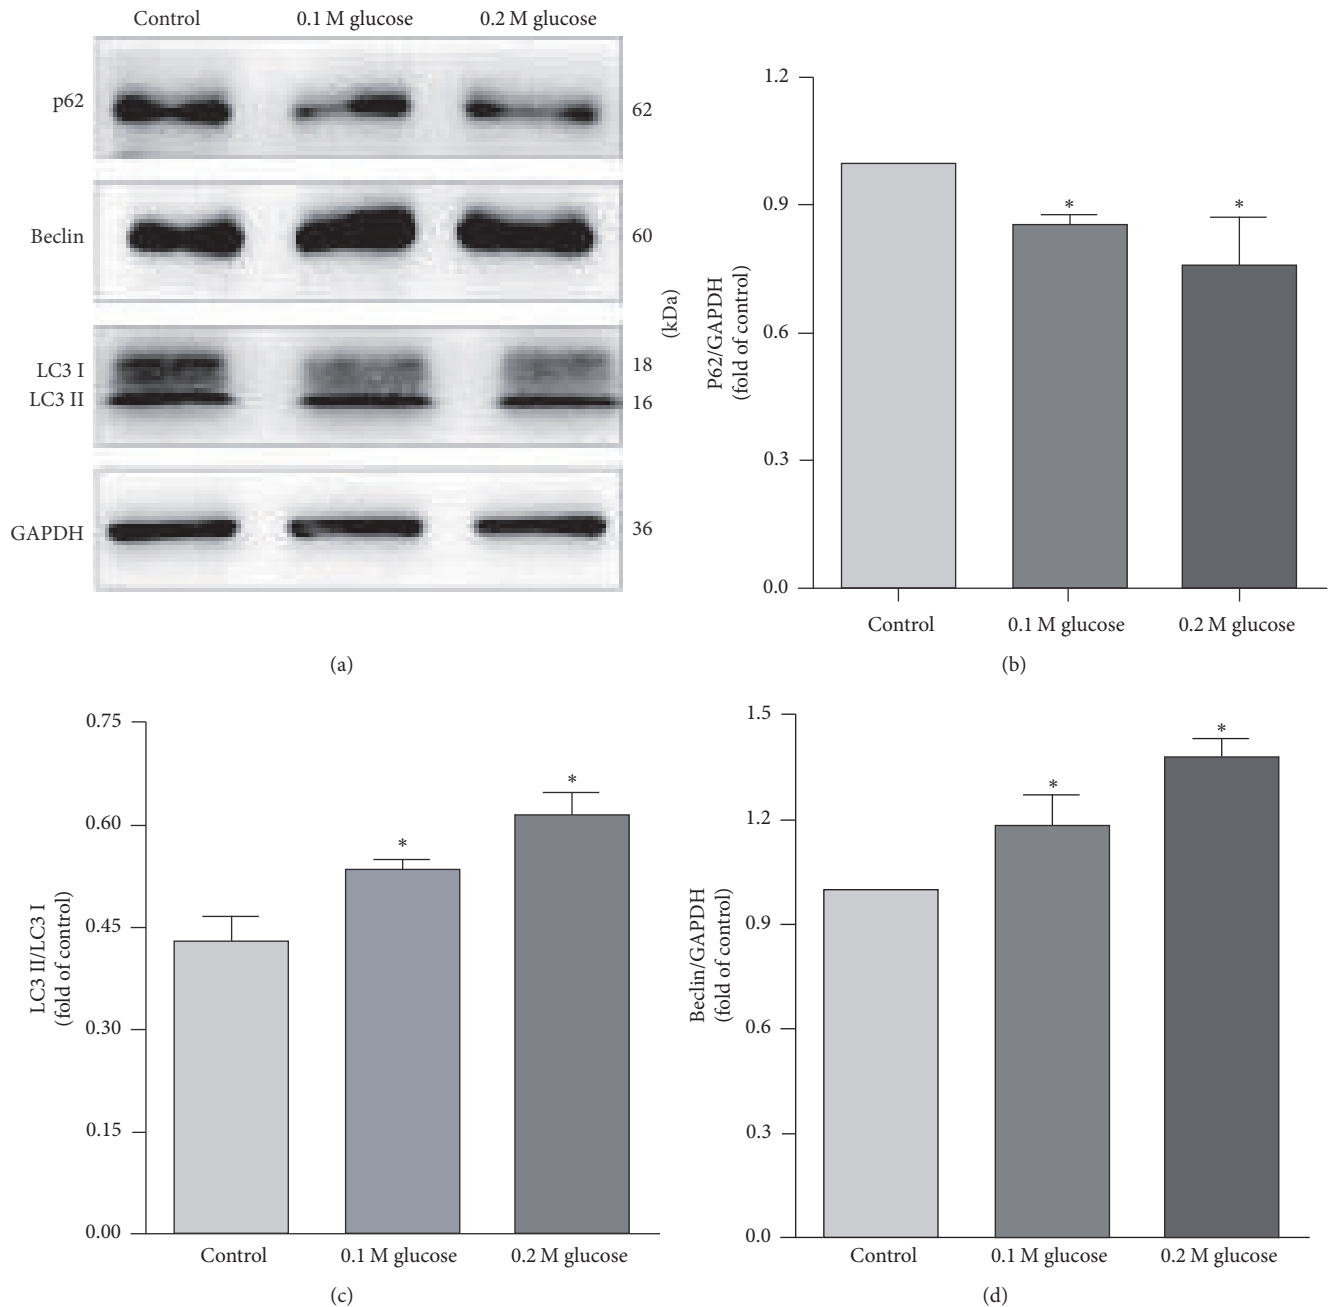 Control 0.1 M glucose 0.2 M glucose
p62 62
Beclin 60
LC3 I 18
LC3 II 16
GAPDH 36
(kDa)
(a)
1.2
0.9
0.6
0.3
0.0
P62/GAPDH
(fold of control)
* *
Control 0.1 M glucose 0.2 M glucose
(b)
0.75
0.60
0.45
0.30
0.15
0.00
LC3 II/LC3 I
(fold of control)
* *
Control 0.1 M glucose 0.2 M glucose
(c)
1.5
1.2
0.9
0.6
0.3
0.0
Beclin/GAPDH
(fold of control)
* *
Control 0.1 M glucose 0.2 M glucose
(d)